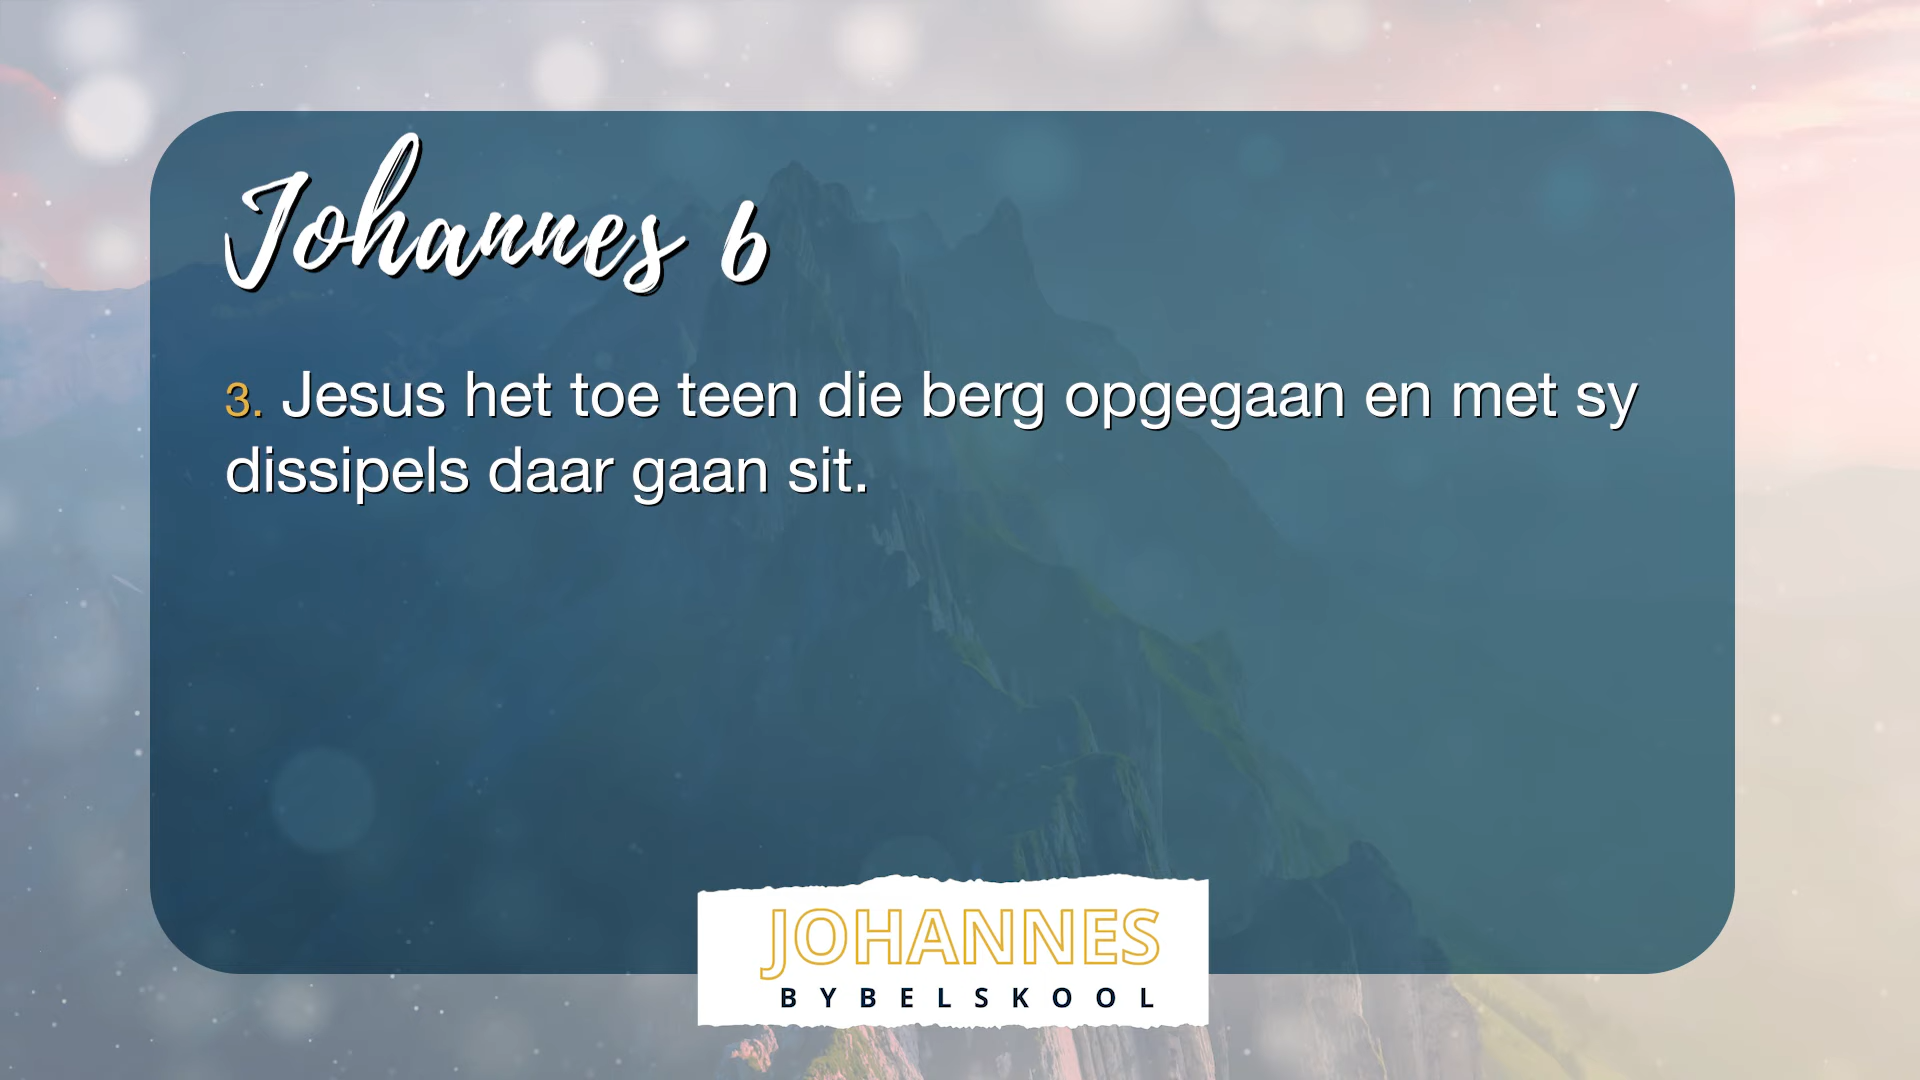 Johannes 6
3. Jesus het toe teen die berg opgegaan en met sy
dissipels daar gaan sit.
JOHANNES
BYBELSKOOL